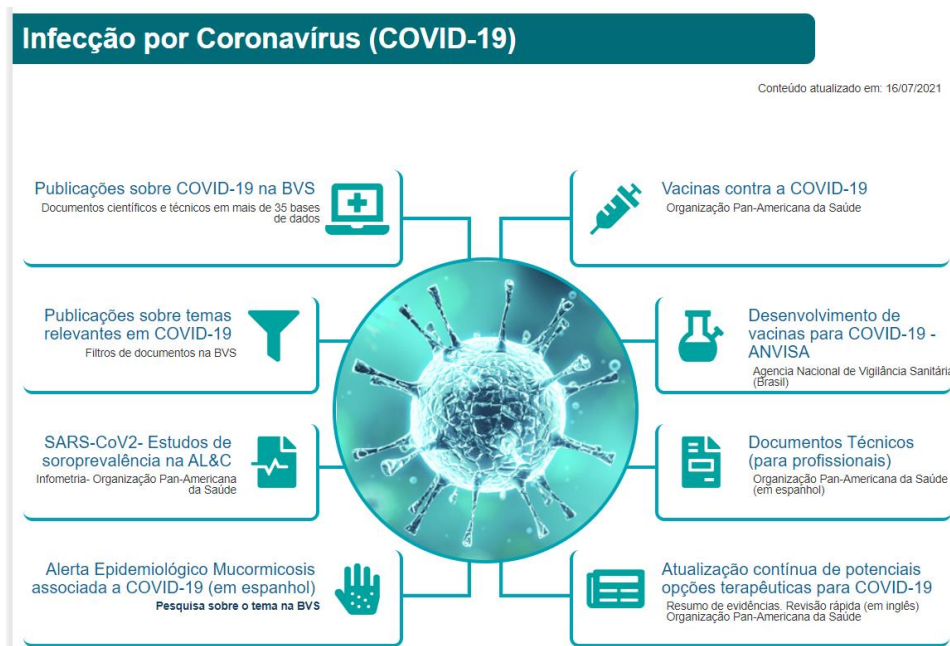 Infecção por Coronavírus (COVID-19)
Conteúdo atualizado em: 16/07/2021
Publicações sobre COVID-19 na BVS
Documentos científicos e técnicos em mais de 35 bases
de dados
Vacinas contra a COVID-19
Organização Pan-Americana da Saúde
Publicações sobre temas
relevantes em COVID-19
Filtros de documentos na BVS
Desenvolvimento de
vacinas para COVID-19 -
ANVISA
Agencia Nacional de Vigilância Sanitária
(Brasil)
SARS-CoV2- Estudos de
soroprevalência na AL&C
Infometria- Organização Pan-Americana
da Saúde
Documentos Técnicos
(para profissionais)
Organização Pan-Americana da Saúde
(em espanhol)
Alerta Epidemiológico Mucormicosis
associada a COVID-19 (em espanhol)
Pesquisa sobre o tema na BVS
Atualização contínua de potenciais
opções terapêuticas para COVID-19
Resumo de evidências. Revisão rápida (em inglês)
Organização Pan-Americana da Saúde